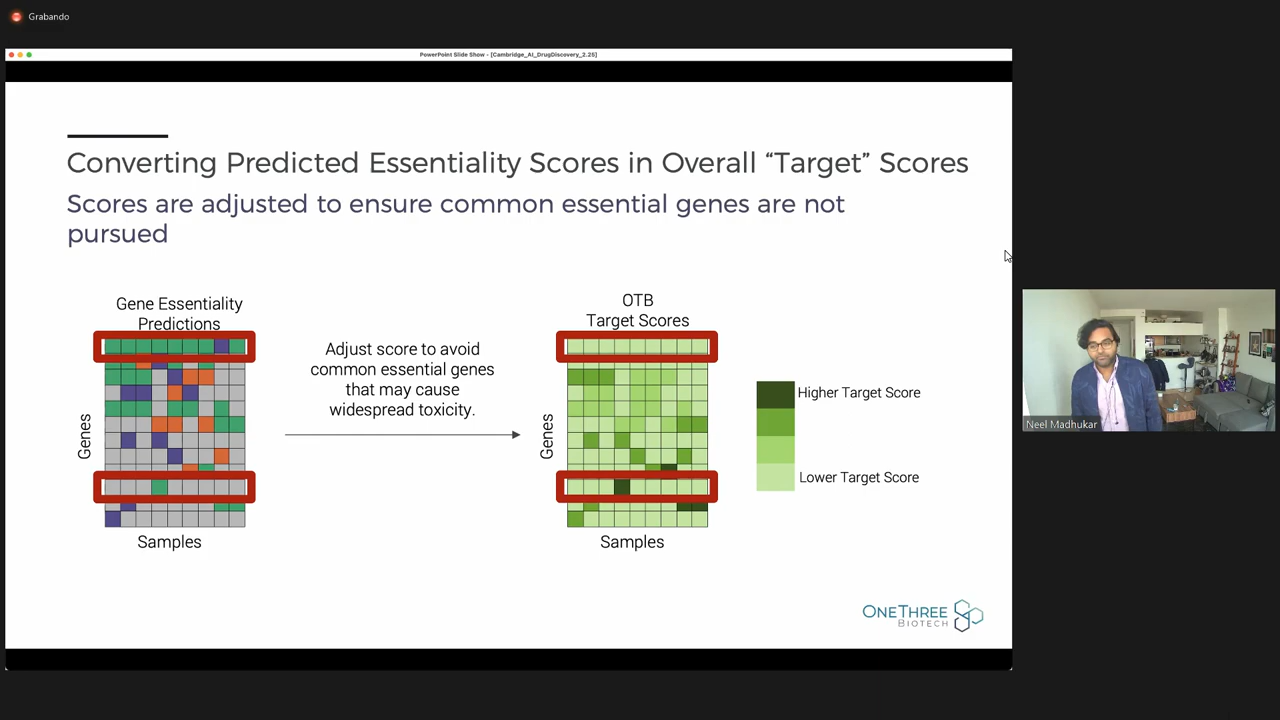 Grabando
PowerPoint Slide Show - [Cambridge_AI_DrugDiscovery_2.25]
Converting Predicted Essentiality Scores in Overall “Target” Scores
Scores are adjusted to ensure common essential genes are not
pursued
Gene Essentiality
Predictions
Genes
Samples
Adjust score to avoid
common essential genes
that may cause
widespread toxicity.
OTB
Target Scores
Genes
Samples
Higher Target Score
Lower Target Score
Neel Madhukar
ONETHREE
BIOTECH